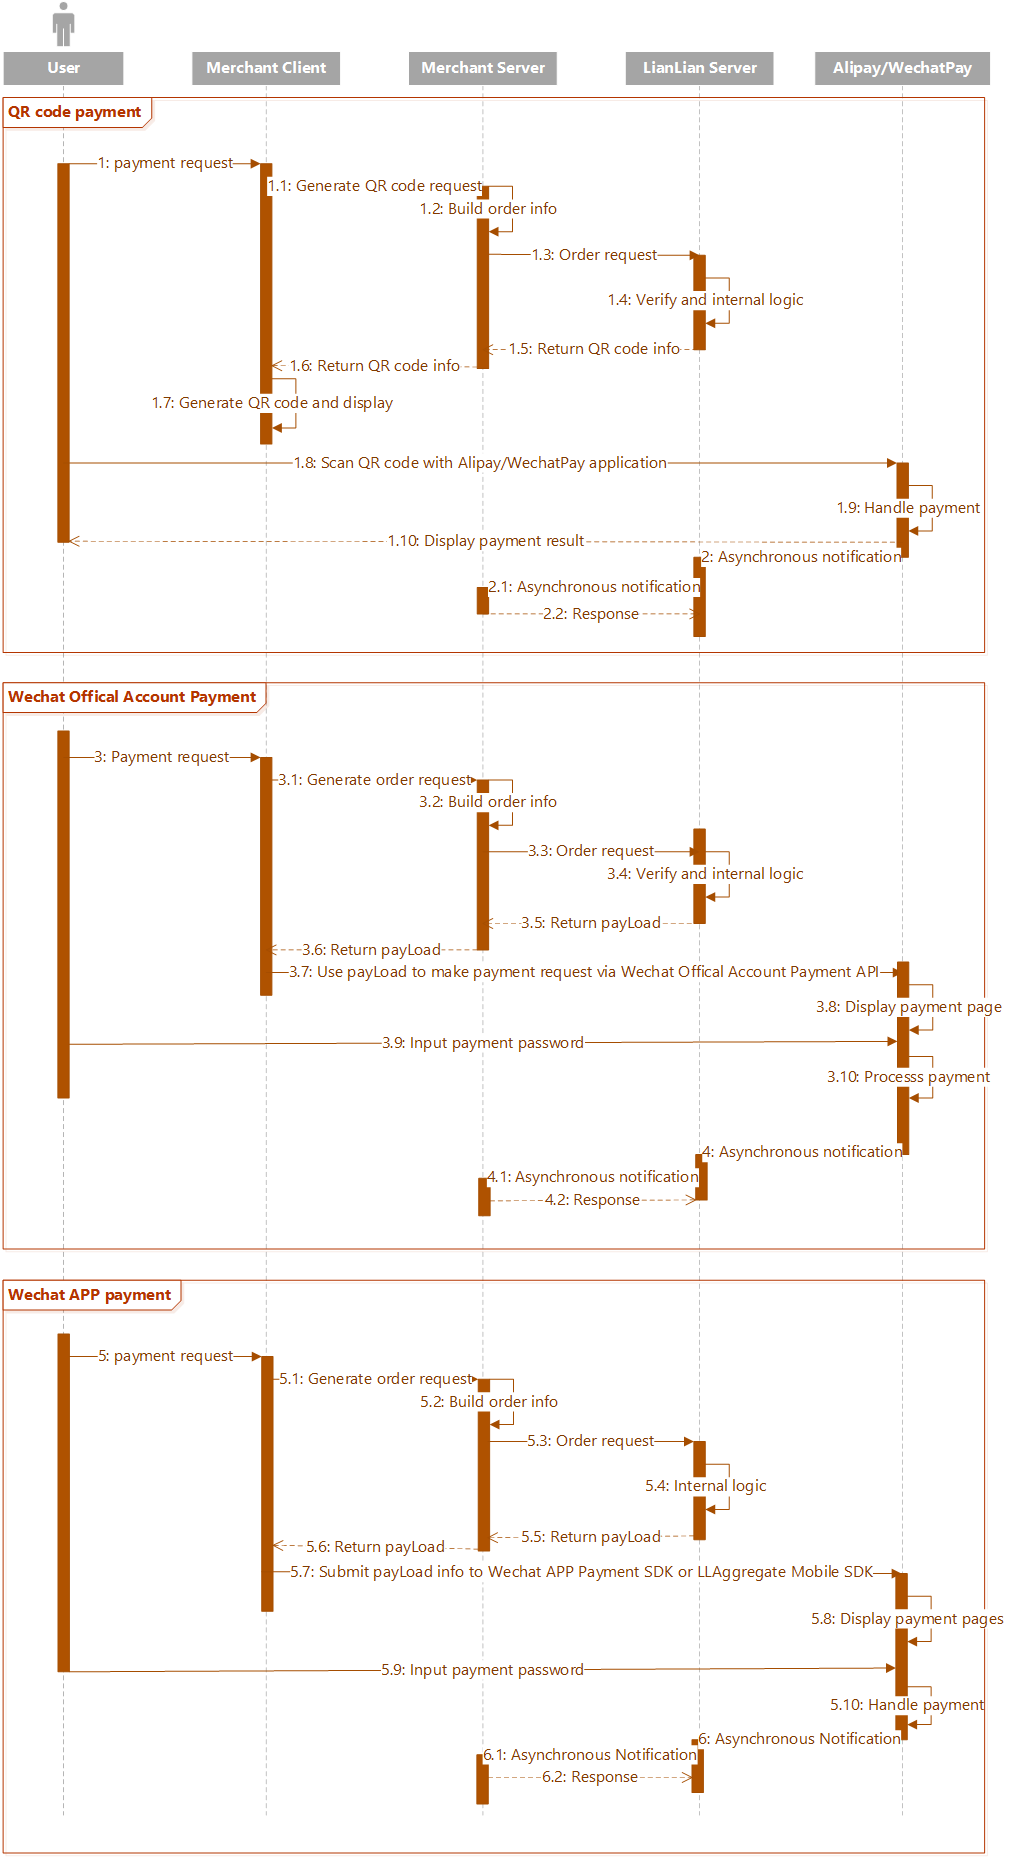 User
Merchant Client
Merchant Server
LianLian Server
Alipay/WechatPay
QR code payment
1: payment request
1.1: Generate QR code request
1.2: Build order info
1.3: Order request
1.4: Verify and internal logic
1.5: Return QR code info
1.6: Return QR code info
1.7: Generate QR code and display
1.8: Scan QR code with Alipay/WechatPay application
1.9: Handle payment
1.10: Display payment result
2: Asynchronous notification
2.1: Asynchronous notification
2.2: Response
Wechat Offical Account Payment
3: Payment request
3.1: Generate order request
3.2: Build order info
3.3: Order request
3.4: Verify and internal logic
3.5: Return payLoad
3.6: Return payLoad
3.7: Use payLoad to make payment request via Wechat Offical Account Payment API
3.8: Display payment page
3.9: Input payment password
3.10: Processs payment
4: Asynchronous notification
4.1: Asynchronous notification
4.2: Response
Wechat APP payment
5: payment request
5.1: Generate order request
5.2: Build order info
5.3: Order request
5.4: Internal logic
5.5: Return payLoad
5.6: Return payLoad
5.7: Submit payLoad info to Wechat APP Payment SDK or LLAggregate Mobile SDK
5.8: Display payment pages
5.9: Input payment password
5.10: Handle payment
6: Asynchronous Notification
6.1: Asynchronous Notification
6.2: Response